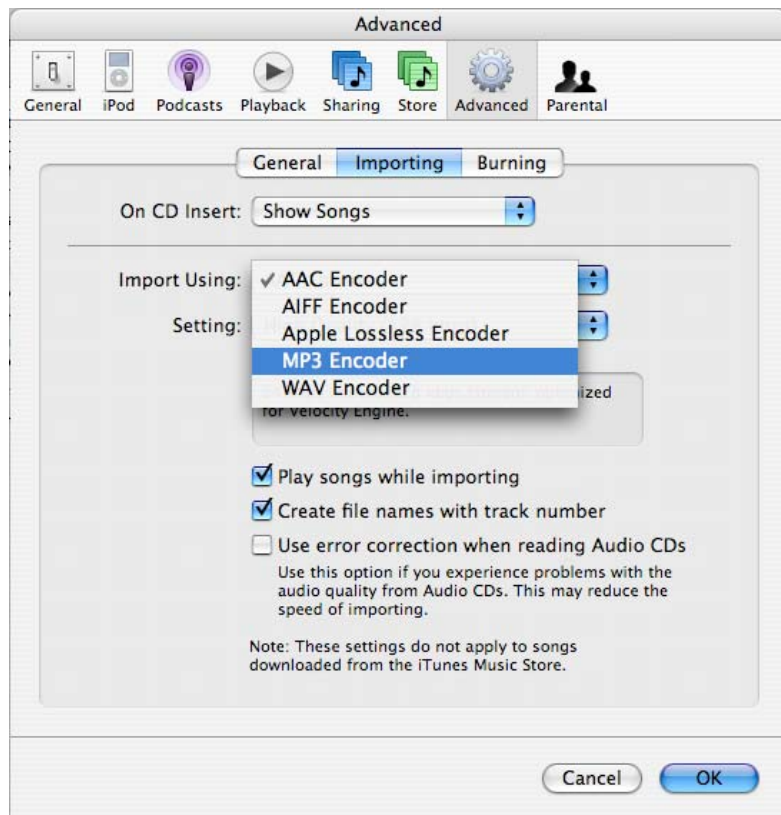 Advanced
General iPod Podcasts Playback Sharing Store Advanced Parental
General Importing Burning
On CD Insert: Show Songs
Import Using: ✓ AAC Encoder
AIFF Encoder
Setting: Apple Lossless Encoder
MP3 Encoder
WAV Encoder
for Velocity Engine.
Play songs while importing
Create file names with track number
Use error correction when reading Audio CDs
Use this option if you experience problems with the
audio quality from Audio CDs. This may reduce the
speed of importing.
Note: These settings do not apply to songs
downloaded from the iTunes Music Store.
Cancel OK